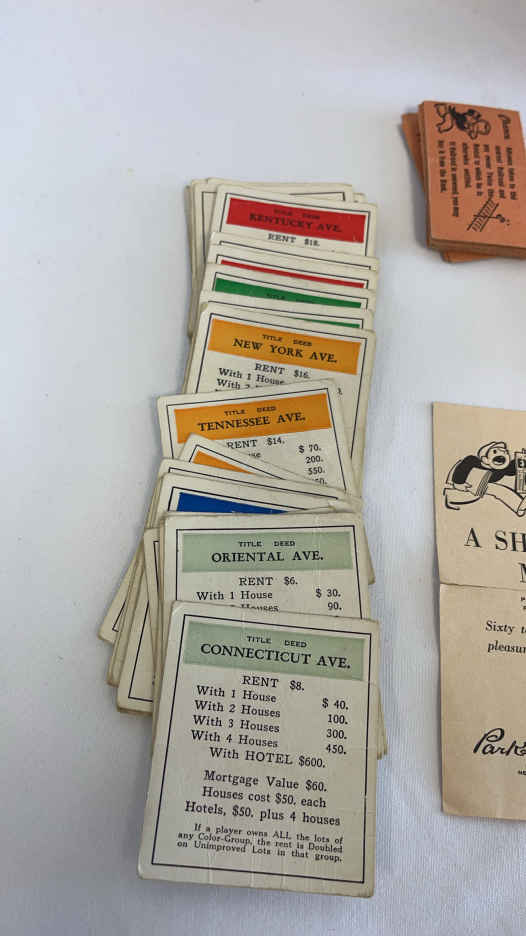 TITLE DEED
KENTUCKY AVE.
RENT $18.
TITLE DEED
NEW YORK AVE.
RENT $16.
With 1 House
TITLE DEED
TENNESSEE AVE.
RENT $14.
$ 70.
200.
550.
TITLE DEED
ORIENTAL AVE.
RENT $6.
With 1 House $ 30.
Houses 90.
TITLE DEED
CONNECTICUT AVE.
RENT $8.
With 1 House $ 40.
With 2 Houses 100.
With 3 Houses 300.
With 4 Houses 450.
With HOTEL $600.
Mortgage Value $60.
Houses cost $50. each
Hotels, $50. plus 4 houses
If a player owns ALL the lots of
any Color-Group, the rent is Doubled
on Unimproved Lots in that group.
A SH
Sixty
pleasur